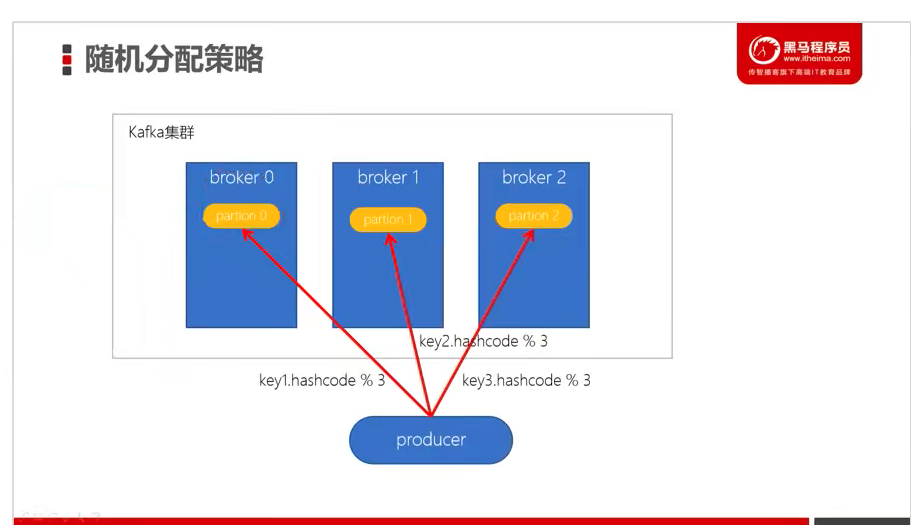 随机分配策略
黑马程序员
www.itheima.com
传智播客旗下高端IT教育品牌
Kafka集群
broker 0
broker 1
broker 2
partion 0
partion 1
partion 2
key2.hashcode % 3
key1.hashcode % 3
key3.hashcode % 3
producer